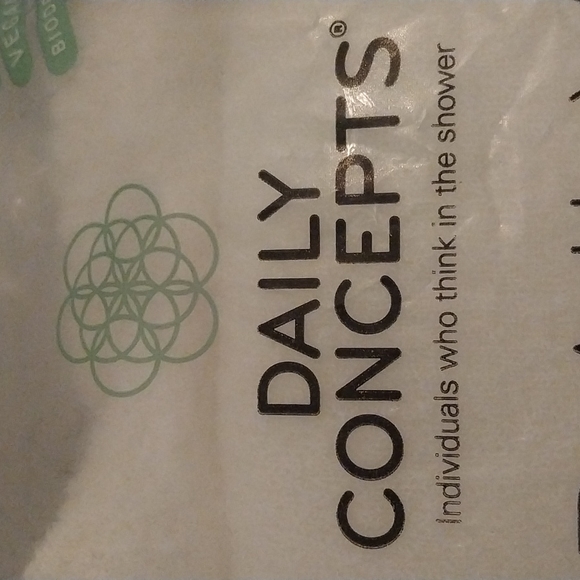 DAILY
CONCEPTS®
Individuals who think in the shower